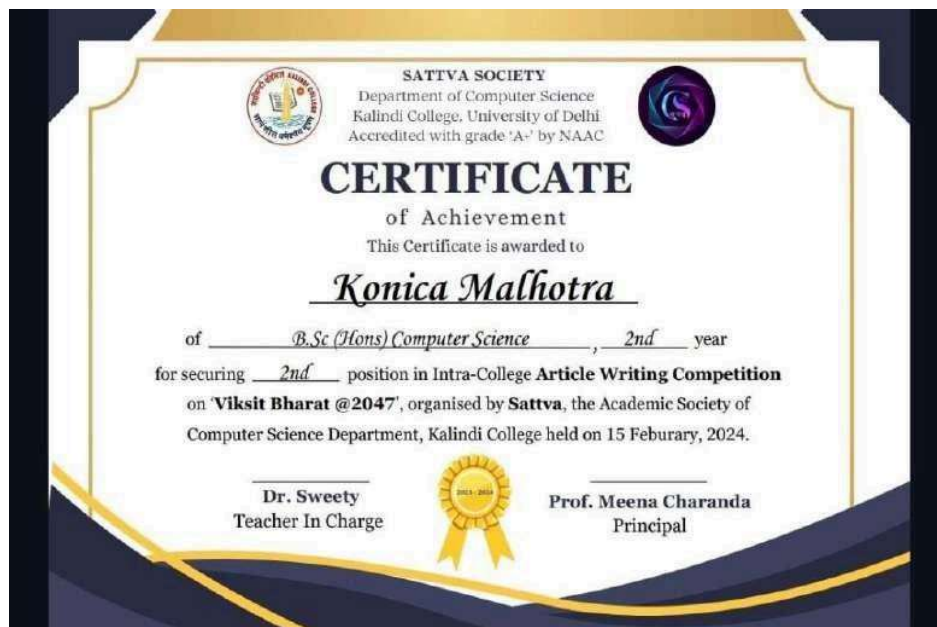 SATTVA SOCIETY
Department of Computer Science
Kalindi College, University of Delhi
Accredited with grade 'A+' by NAAC
CERTIFICATE
of Achievement
This Certificate is awarded to
Konica Malhotra
of B.Sc (Hons) Computer Science, 2nd year
for securing 2nd position in Intra-College Article Writing Competition
on 'Viksit Bharat @2047', organised by Sattva, the Academic Society of
Computer Science Department, Kalindi College held on 15 Feburary, 2024.
Dr. Sweety
Teacher In Charge
2023-2024
Prof. Meena Charanda
Principal